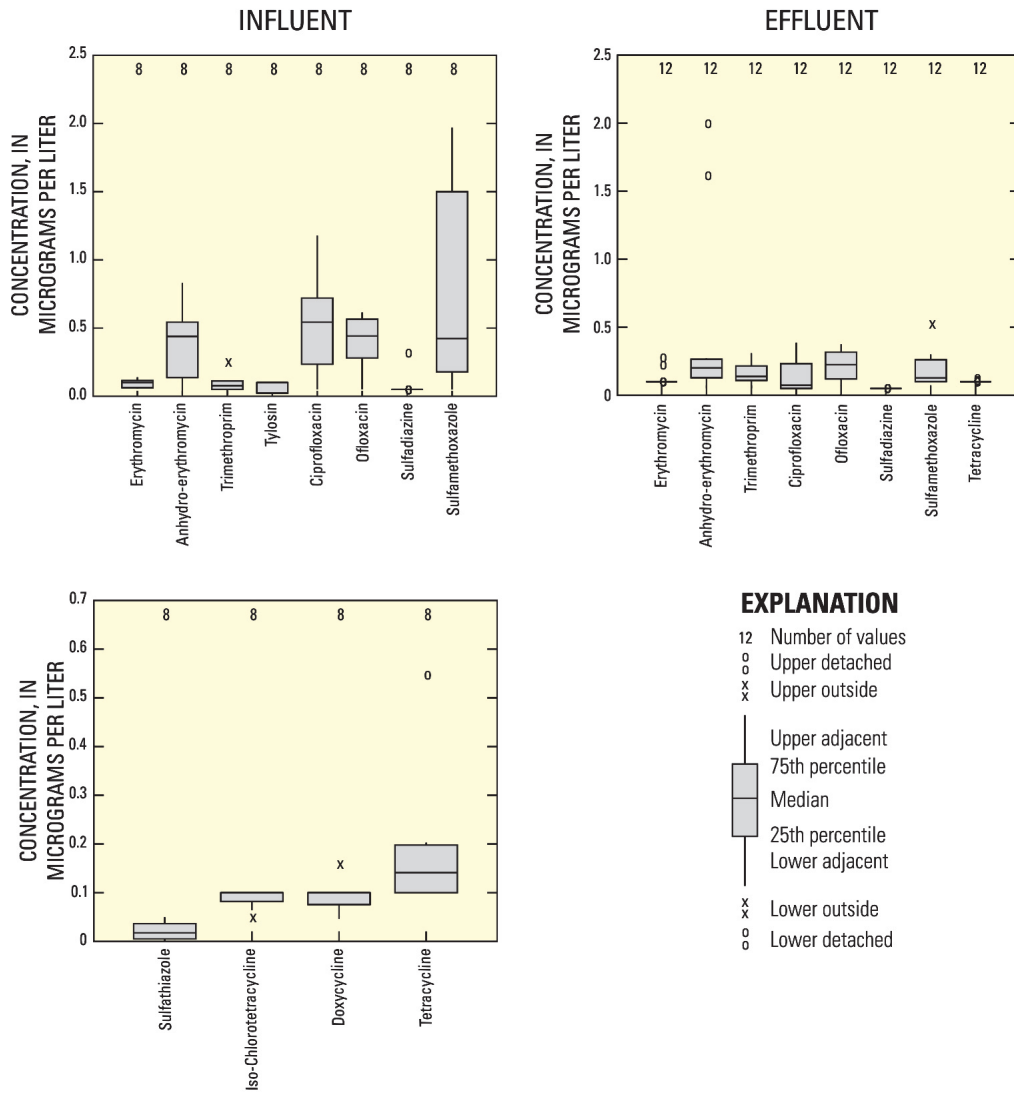 INFLUENT
CONCENTRATION, IN
MICROGRAMS PER LITER
2.5
2.0
1.5
1.0
0.5
0.0
8 8 8 8 8 8 8 8
Erythromycin
Anhydro-erythromycin
Trimethroprim
Tylosin
Ciprofloxacin
Ofloxacin
Sulfadiazine
Sulfamethoxazole
EFFLUENT
CONCENTRATION, IN
MICROGRAMS PER LITER
2.5
2.0
1.5
1.0
0.5
0
12 12 12 12 12 12 12 12
Erythromycin
Anhydro-erythromycin
Trimethroprim
Ciprofloxacin
Ofloxacin
Sulfadiazine
Sulfamethoxazole
Tetracycline
CONCENTRATION, IN
MICROGRAMS PER LITER
0.7
0.6
0.5
0.4
0.3
0.2
0.1
0
8 8 8 8
Sulfathiazole
Iso-Chlorotetracycline
Doxycycline
Tetracycline
EXPLANATION
12 Number of values
o o Upper detached
x x Upper outside
Upper adjacent
75th percentile
Median
25th percentile
Lower adjacent
x x Lower outside
o o Lower detached